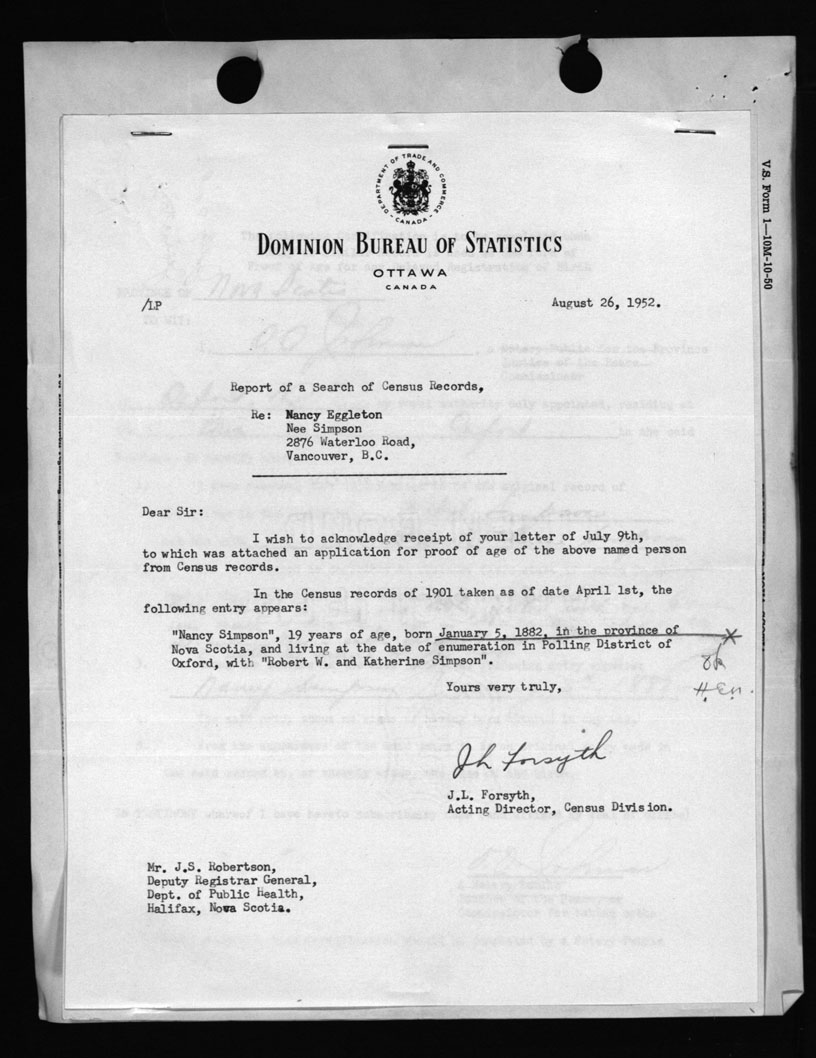 V.S. Form 1—10M-10-50
DEPARTMENT OF TRADE AND COMMERCE
- CANADA -
DOMINION BUREAU OF STATISTICS
OTTAWA
CANADA
/LP
August 26, 1952.
Report of a Search of Census Records,
Re: Nancy Eggleton
Nee Simpson
2876 Waterloo Road,
Vancouver, B.C.
Dear Sir:
I wish to acknowledge receipt of your letter of July 9th,
to which was attached an application for proof of age of the above named person
from Census records.
In the Census records of 1901 taken as of date April 1st, the
following entry appears:
"Nancy Simpson", 19 years of age, born January 5, 1882, in the province of
Nova Scotia, and living at the date of enumeration in Polling District of
Oxford, with "Robert W. and Katherine Simpson".
Yours very truly,
J L Forsyth
J.L. Forsyth,
Acting Director, Census Division.
Mr. J.S. Robertson,
Deputy Registrar General,
Dept. of Public Health,
Halifax, Nova Scotia.